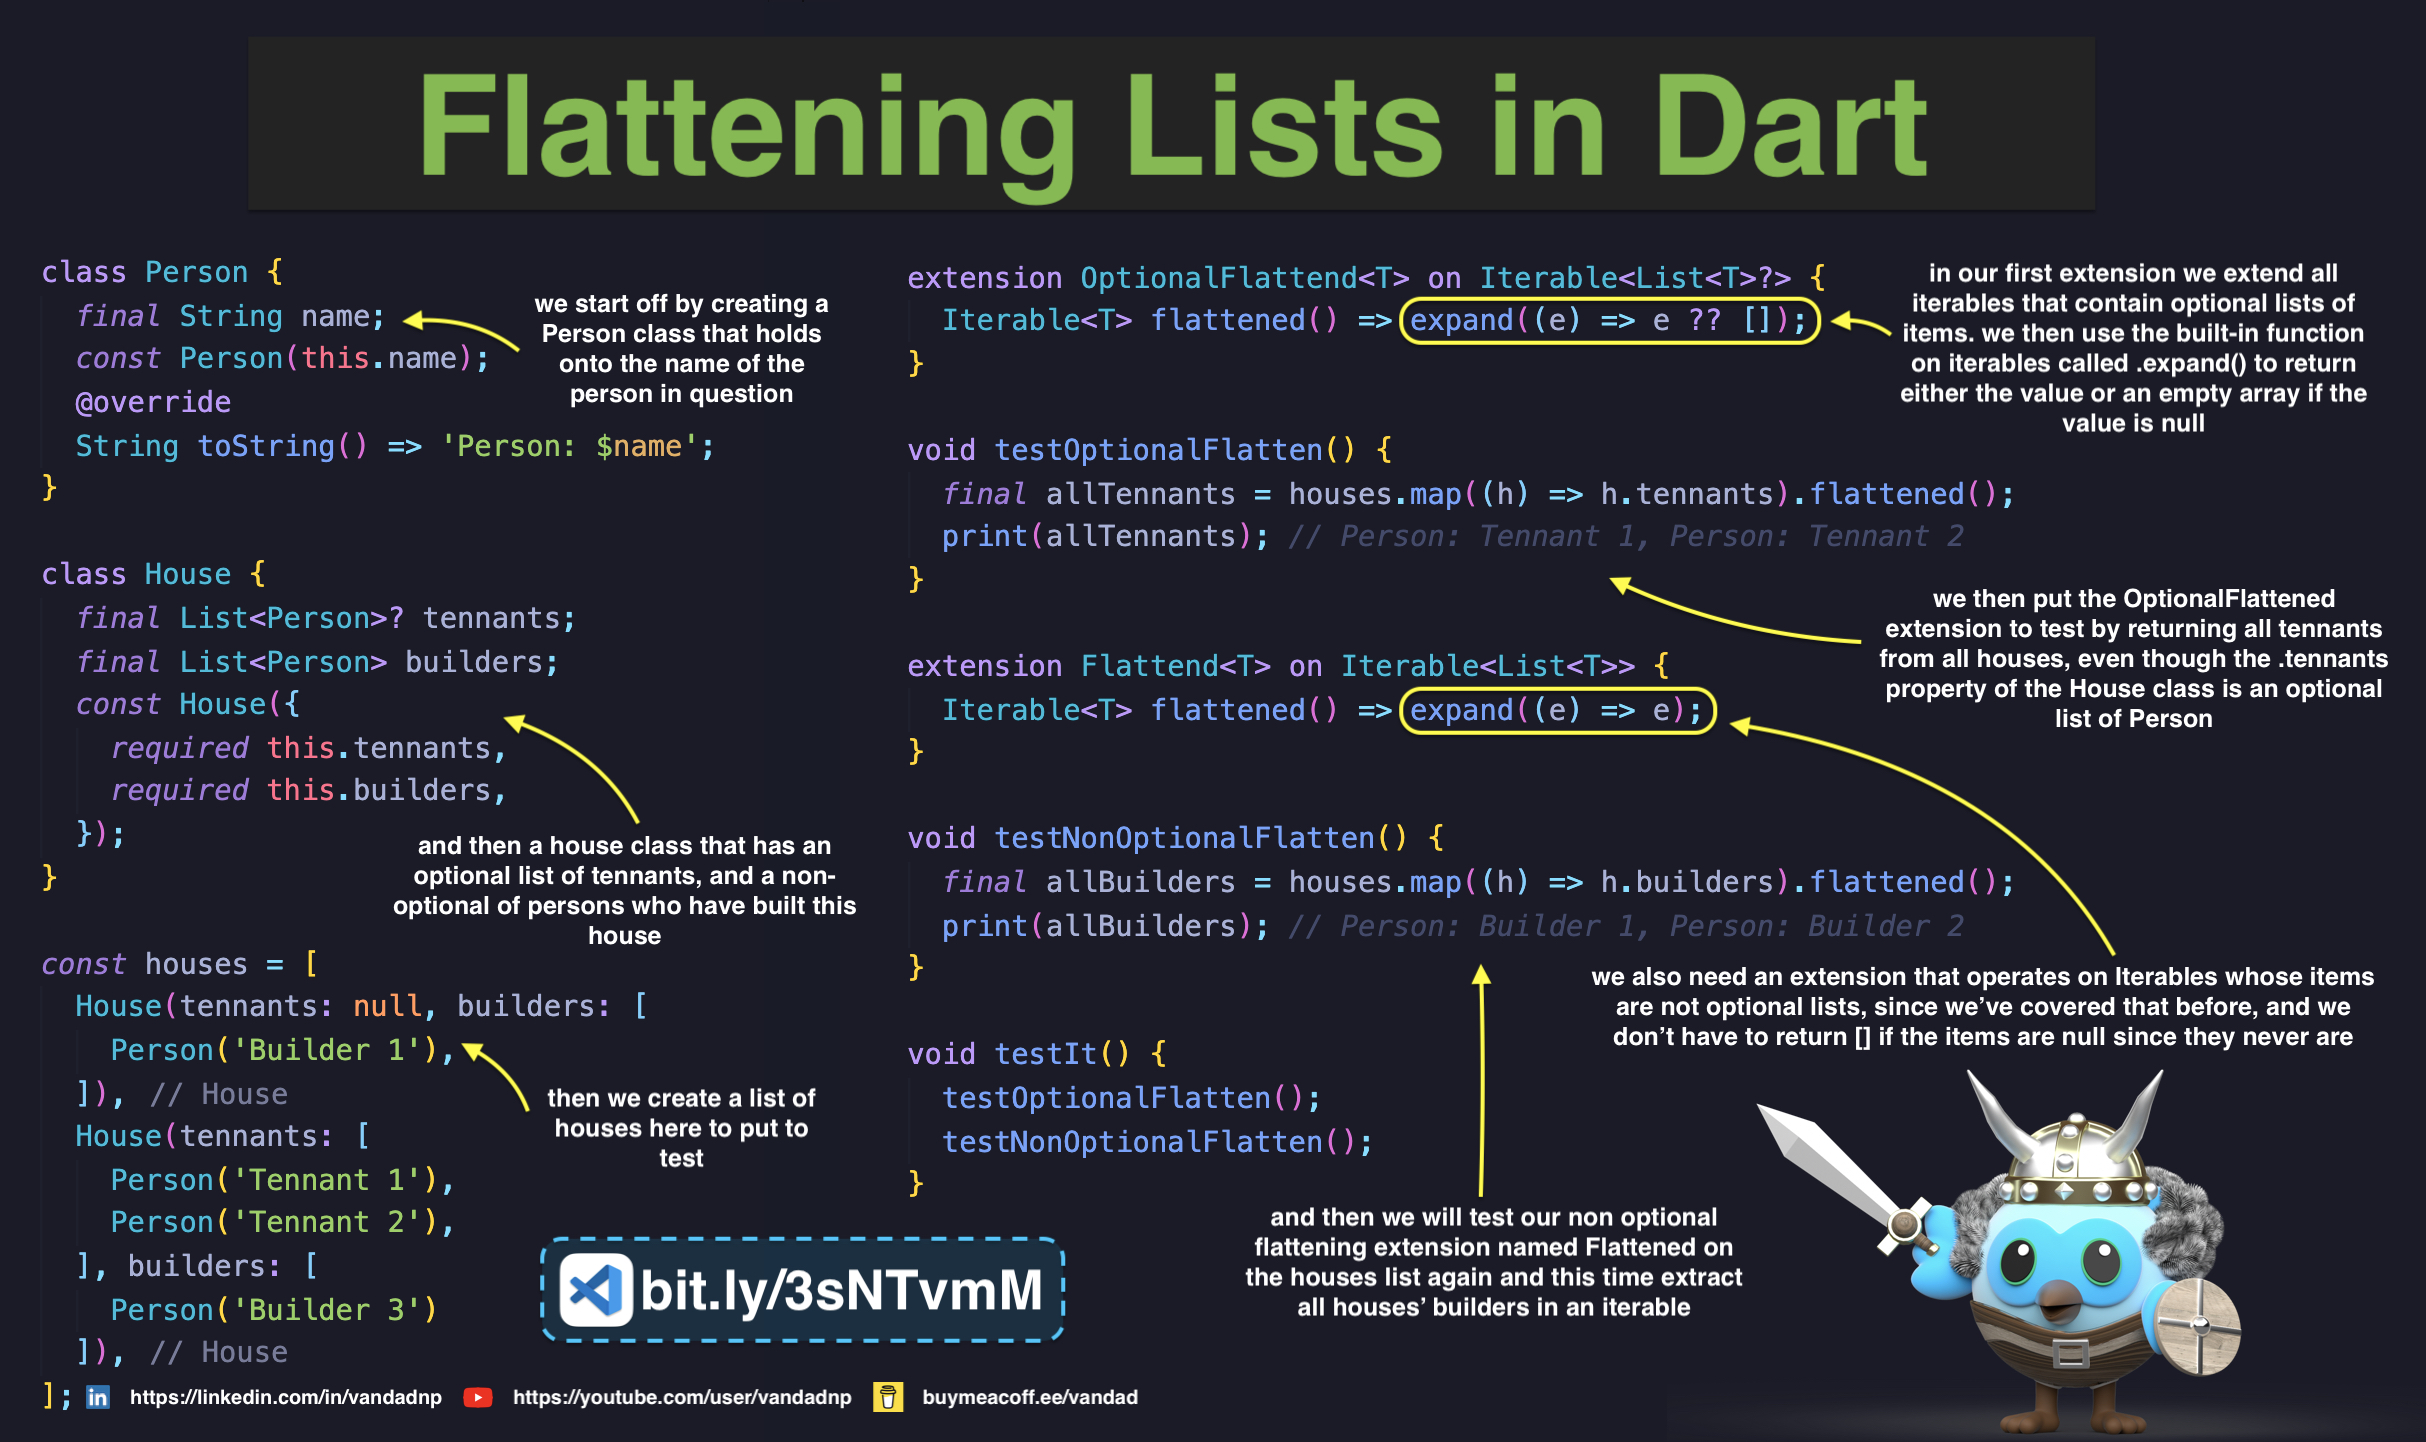 Flattening Lists in Dart
class Person {
final String name;
const Person(this.name);
@override
String toString() => 'Person: $name';
}
we start off by creating a
Person class that holds
onto the name of the
person in question
class House {
final List<Person>? tennants;
final List<Person> builders;
const House({
required this.tennants,
required this.builders,
});
}
and then a house class that has an
optional list of tennants, and a non-
optional of persons who have built this
house
const houses = [
House(tennants: null, builders: [
Person('Builder 1'),
]), // House
House(tennants: [
Person('Tennant 1'),
Person('Tennant 2'),
], builders: [
Person('Builder 3')
]), // House
];
then we create a list of
houses here to put to
test
extension OptionalFlattend<T> on Iterable<List<T>?> {
Iterable<T> flattened() => expand((e) => e ?? []);
}
in our first extension we extend all
iterables that contain optional lists of
items. we then use the built-in function
on iterables called .expand() to return
either the value or an empty array if the
value is null
void testOptionalFlatten() {
final allTennants = houses.map((h) => h.tennants).flattened();
print(allTennants); // Person: Tennant 1, Person: Tennant 2
}
we then put the OptionalFlattened
extension to test by returning all tennants
from all houses, even though the .tennants
property of the House class is an optional
list of Person
extension Flattend<T> on Iterable<List<T>> {
Iterable<T> flattened() => expand((e) => e);
}
void testNonOptionalFlatten() {
final allBuilders = houses.map((h) => h.builders).flattened();
print(allBuilders); // Person: Builder 1, Person: Builder 2
}
we also need an extension that operates on Iterables whose items
are not optional lists, since we've covered that before, and we
don't have to return [] if the items are null since they never are
void testIt() {
testOptionalFlatten();
testNonOptionalFlatten();
}
and then we will test our non optional
flattening extension named Flattened on
the houses list again and this time extract
all houses' builders in an iterable
bit.ly/3sNTvmM
in https://linkedin.com/in/vandadnp https://youtube.com/user/vandadnp buymeacoff.ee/vandad